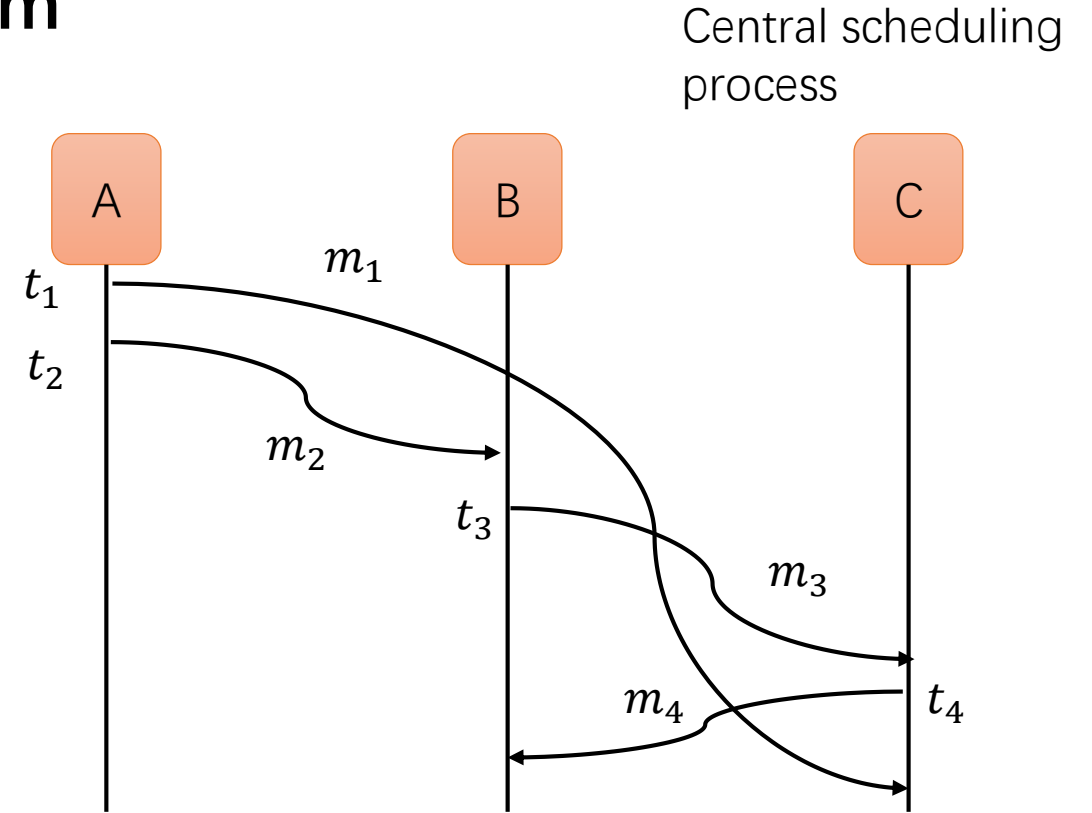 m
Central scheduling
process
A
B
C
m₁
t₁
t₂
m₂
t₃
m₃
m₄
t₄